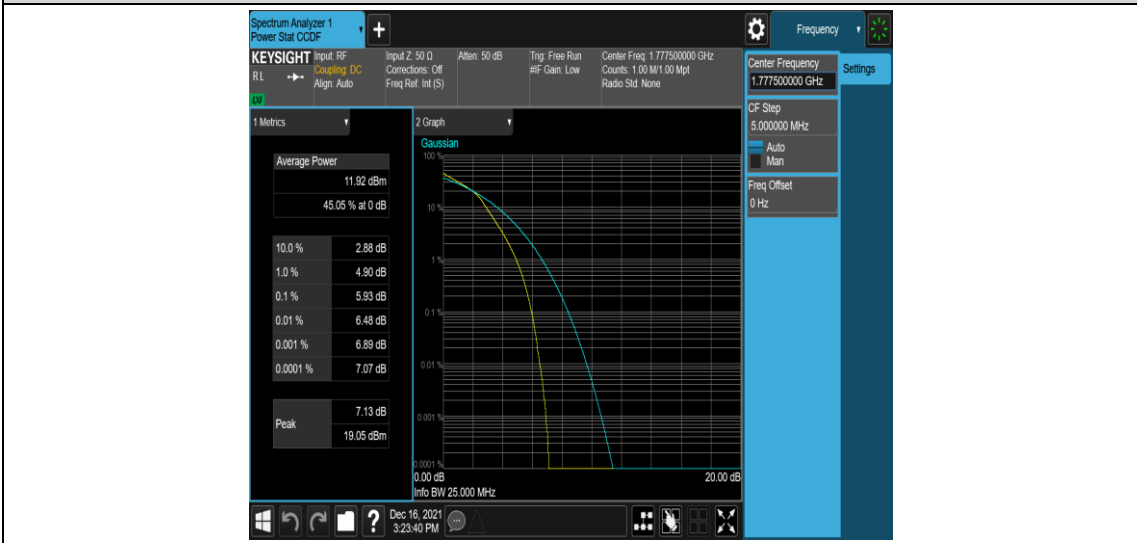 Spectrum Analyzer 1
Power Stat CCDF
+
Frequency
KEYSIGHT Input: RF
R L
Coupling: DC
Align: Auto
LXI
Input Z: 50 Ω
Corrections: Off
Freq Ref: Int (S)
Atten: 50 dB
Trig: Free Run
#IF Gain: Low
Center Freq: 1.777500000 GHz
Counts: 1.00 M/1.00 Mpt
Radio Std: None
Center Frequency
1.777500000 GHz
Settings
CF Step
5.000000 MHz
Auto
Man
Freq Offset
0 Hz
1 Metrics
Average Power
11.92 dBm
45.05 % at 0 dB
10.0 % 2.88 dB
1.0 % 4.90 dB
0.1 % 5.93 dB
0.01 % 6.48 dB
0.001 % 6.89 dB
0.0001 % 7.07 dB
Peak 7.13 dB
19.05 dBm
2 Graph
Gaussian
100 %
10 %
1 %
0.1 %
0.01 %
0.001 %
0.0001 %
0.00 dB 20.00 dB
Info BW 25.000 MHz
?
Dec 16, 2021
3:23:40 PM